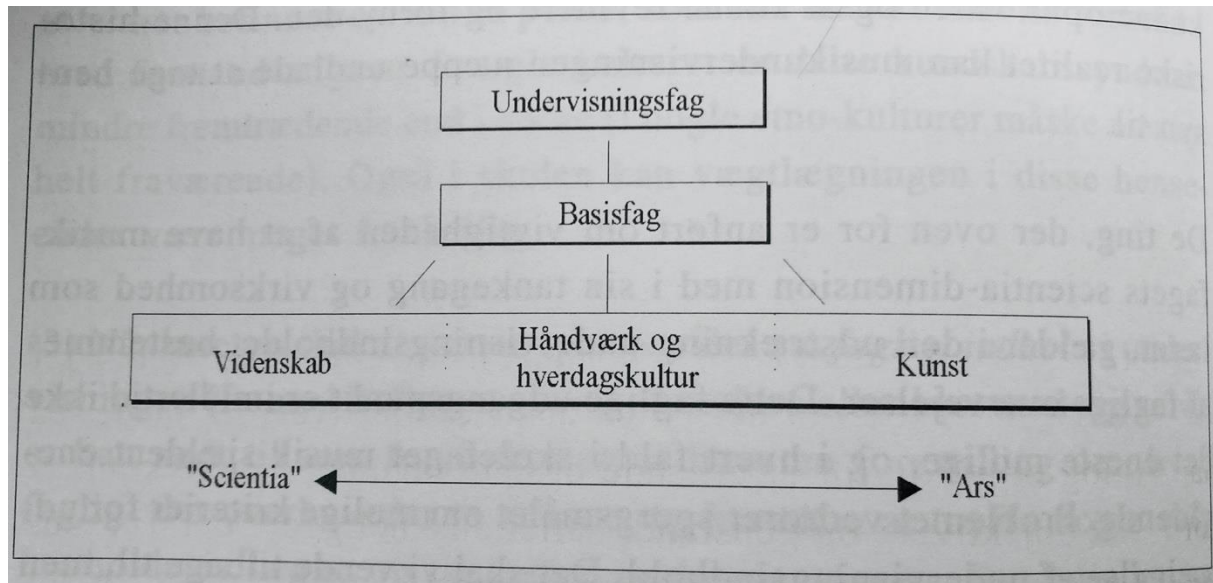 Undervisningsfag
Basisfag
Videnskab
Håndværk og
hverdagskultur
Kunst
"Scientia"
"Ars"